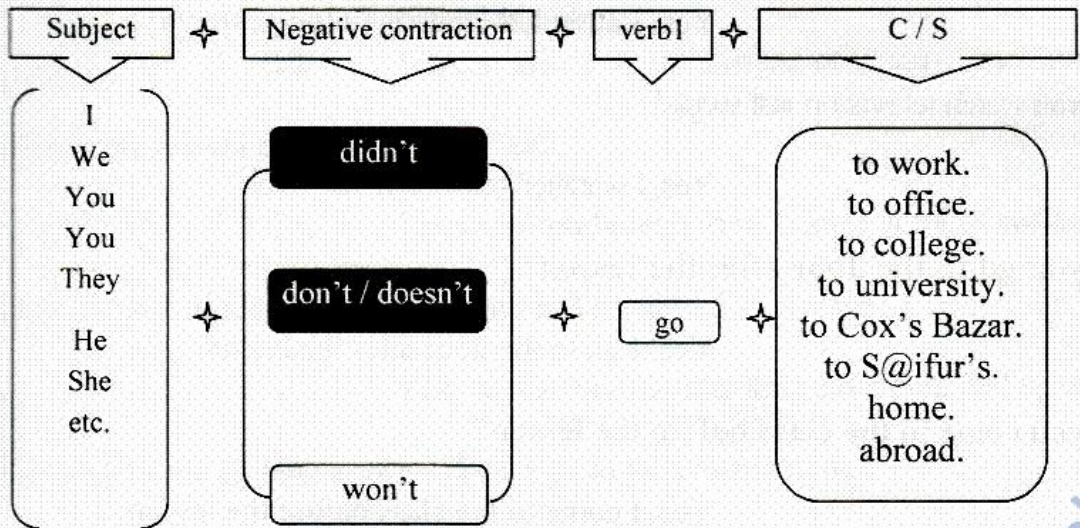 Subject
Negative contraction
verb1
C / S
I
We
You
You
They
He
She
etc.
didn't
don't / doesn't
won't
go
to work.
to office.
to college.
to university.
to Cox's Bazar.
to S@ifur's.
home.
abroad.